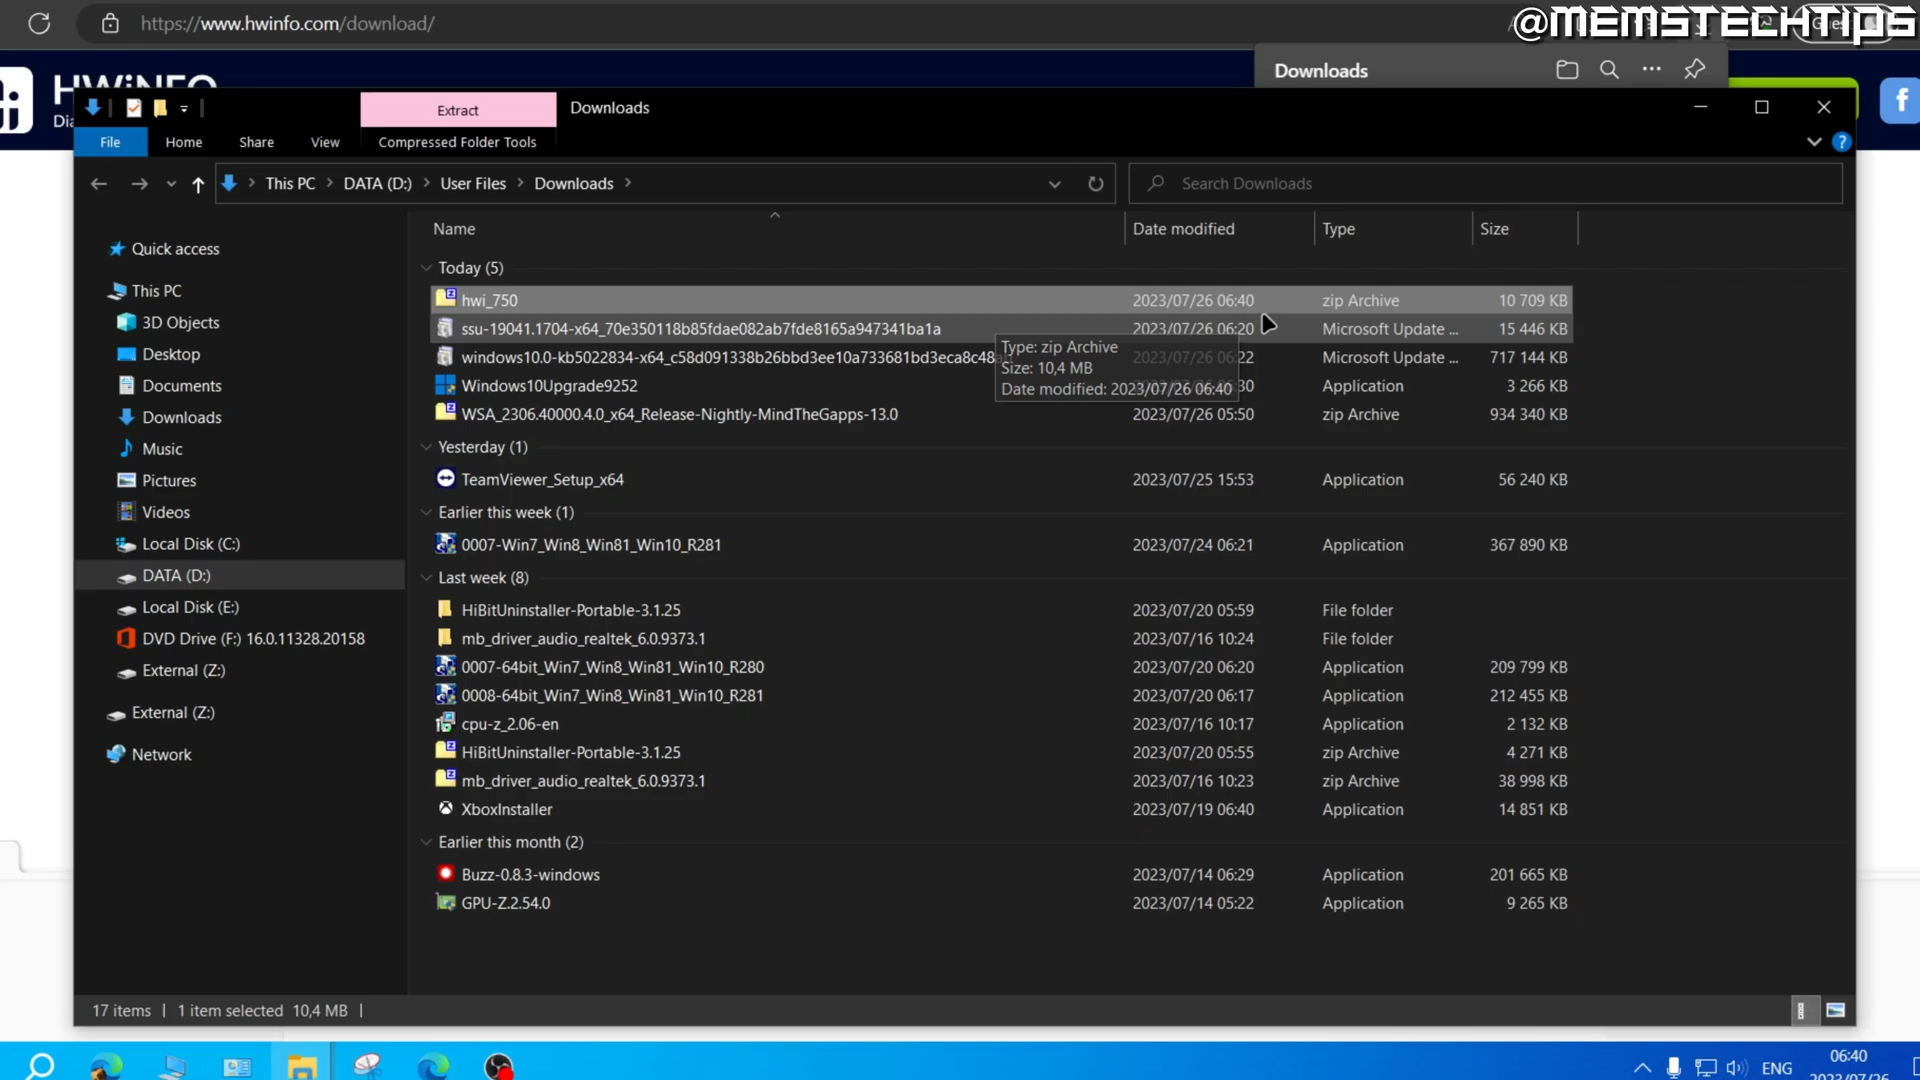 https://www.hwinfo.com/download/
@MEMSTECHTIPS
HWiNFO
Downloads
Extract
Downloads
File
Home
Share
View
Compressed Folder Tools
This PC
DATA (D:)
User Files
Downloads
Search Downloads
Name
Date modified
Type
Size
Quick access
This PC
3D Objects
Desktop
Documents
Downloads
Music
Pictures
Videos
Local Disk (C:)
DATA (D:)
Local Disk (E:)
DVD Drive (F:) 16.0.11328.20158
External (Z:)
External (Z:)
Network
Today (5)
hwi_750 2023/07/26 06:40 zip Archive 10 709 KB
ssu-19041.1704-x64_70e350118b85fdae082ab7fde8165a947341ba1a 2023/07/26 06:20 Microsoft Update ... 15 446 KB
windows10.0-kb5022834-x64_c58d091338b26bbd3ee10a733681bd3eca8c48 Microsoft Update ... 717 144 KB
Windows10Upgrade9252 Application 3 266 KB
WSA_2306.40000.4.0_x64_Release-Nightly-MindTheGapps-13.0 2023/07/26 05:50 zip Archive 934 340 KB
Type: zip Archive
Size: 10,4 MB
Date modified: 2023/07/26 06:40
Yesterday (1)
TeamViewer_Setup_x64 2023/07/25 15:53 Application 56 240 KB
Earlier this week (1)
0007-Win7_Win8_Win81_Win10_R281 2023/07/24 06:21 Application 367 890 KB
Last week (8)
HiBitUninstaller-Portable-3.1.25 2023/07/20 05:59 File folder
mb_driver_audio_realtek_6.0.9373.1 2023/07/16 10:24 File folder
0007-64bit_Win7_Win8_Win81_Win10_R280 2023/07/20 06:20 Application 209 799 KB
0008-64bit_Win7_Win8_Win81_Win10_R281 2023/07/20 06:17 Application 212 455 KB
cpu-z_2.06-en 2023/07/16 10:17 Application 2 132 KB
HiBitUninstaller-Portable-3.1.25 2023/07/20 05:55 zip Archive 4 271 KB
mb_driver_audio_realtek_6.0.9373.1 2023/07/16 10:23 zip Archive 38 998 KB
XboxInstaller 2023/07/19 06:40 Application 14 851 KB
Earlier this month (2)
Buzz-0.8.3-windows 2023/07/14 06:29 Application 201 665 KB
GPU-Z.2.54.0 2023/07/14 05:22 Application 9 265 KB
17 items
1 item selected 10,4 MB
ENG
06:40
2023/07/26